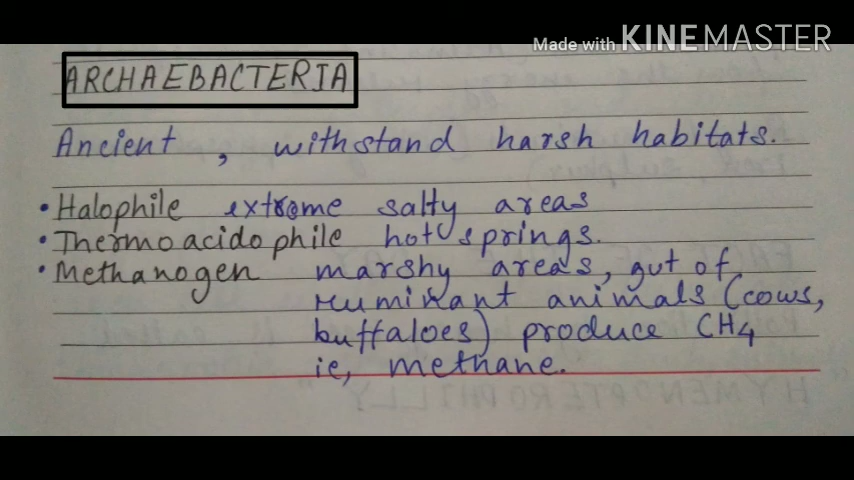 Made with KINEMASTER
ARCHAEBACTERIA
Ancient, withstand harsh habitats.
• Halophile extreme salty areas
• Thermoacidophile hot springs.
• Methanogen marshy areas, gut of
ruminant animals (cows,
buffaloes) produce CH4
ie, methane.
HYMENOPTEROPHILLY"